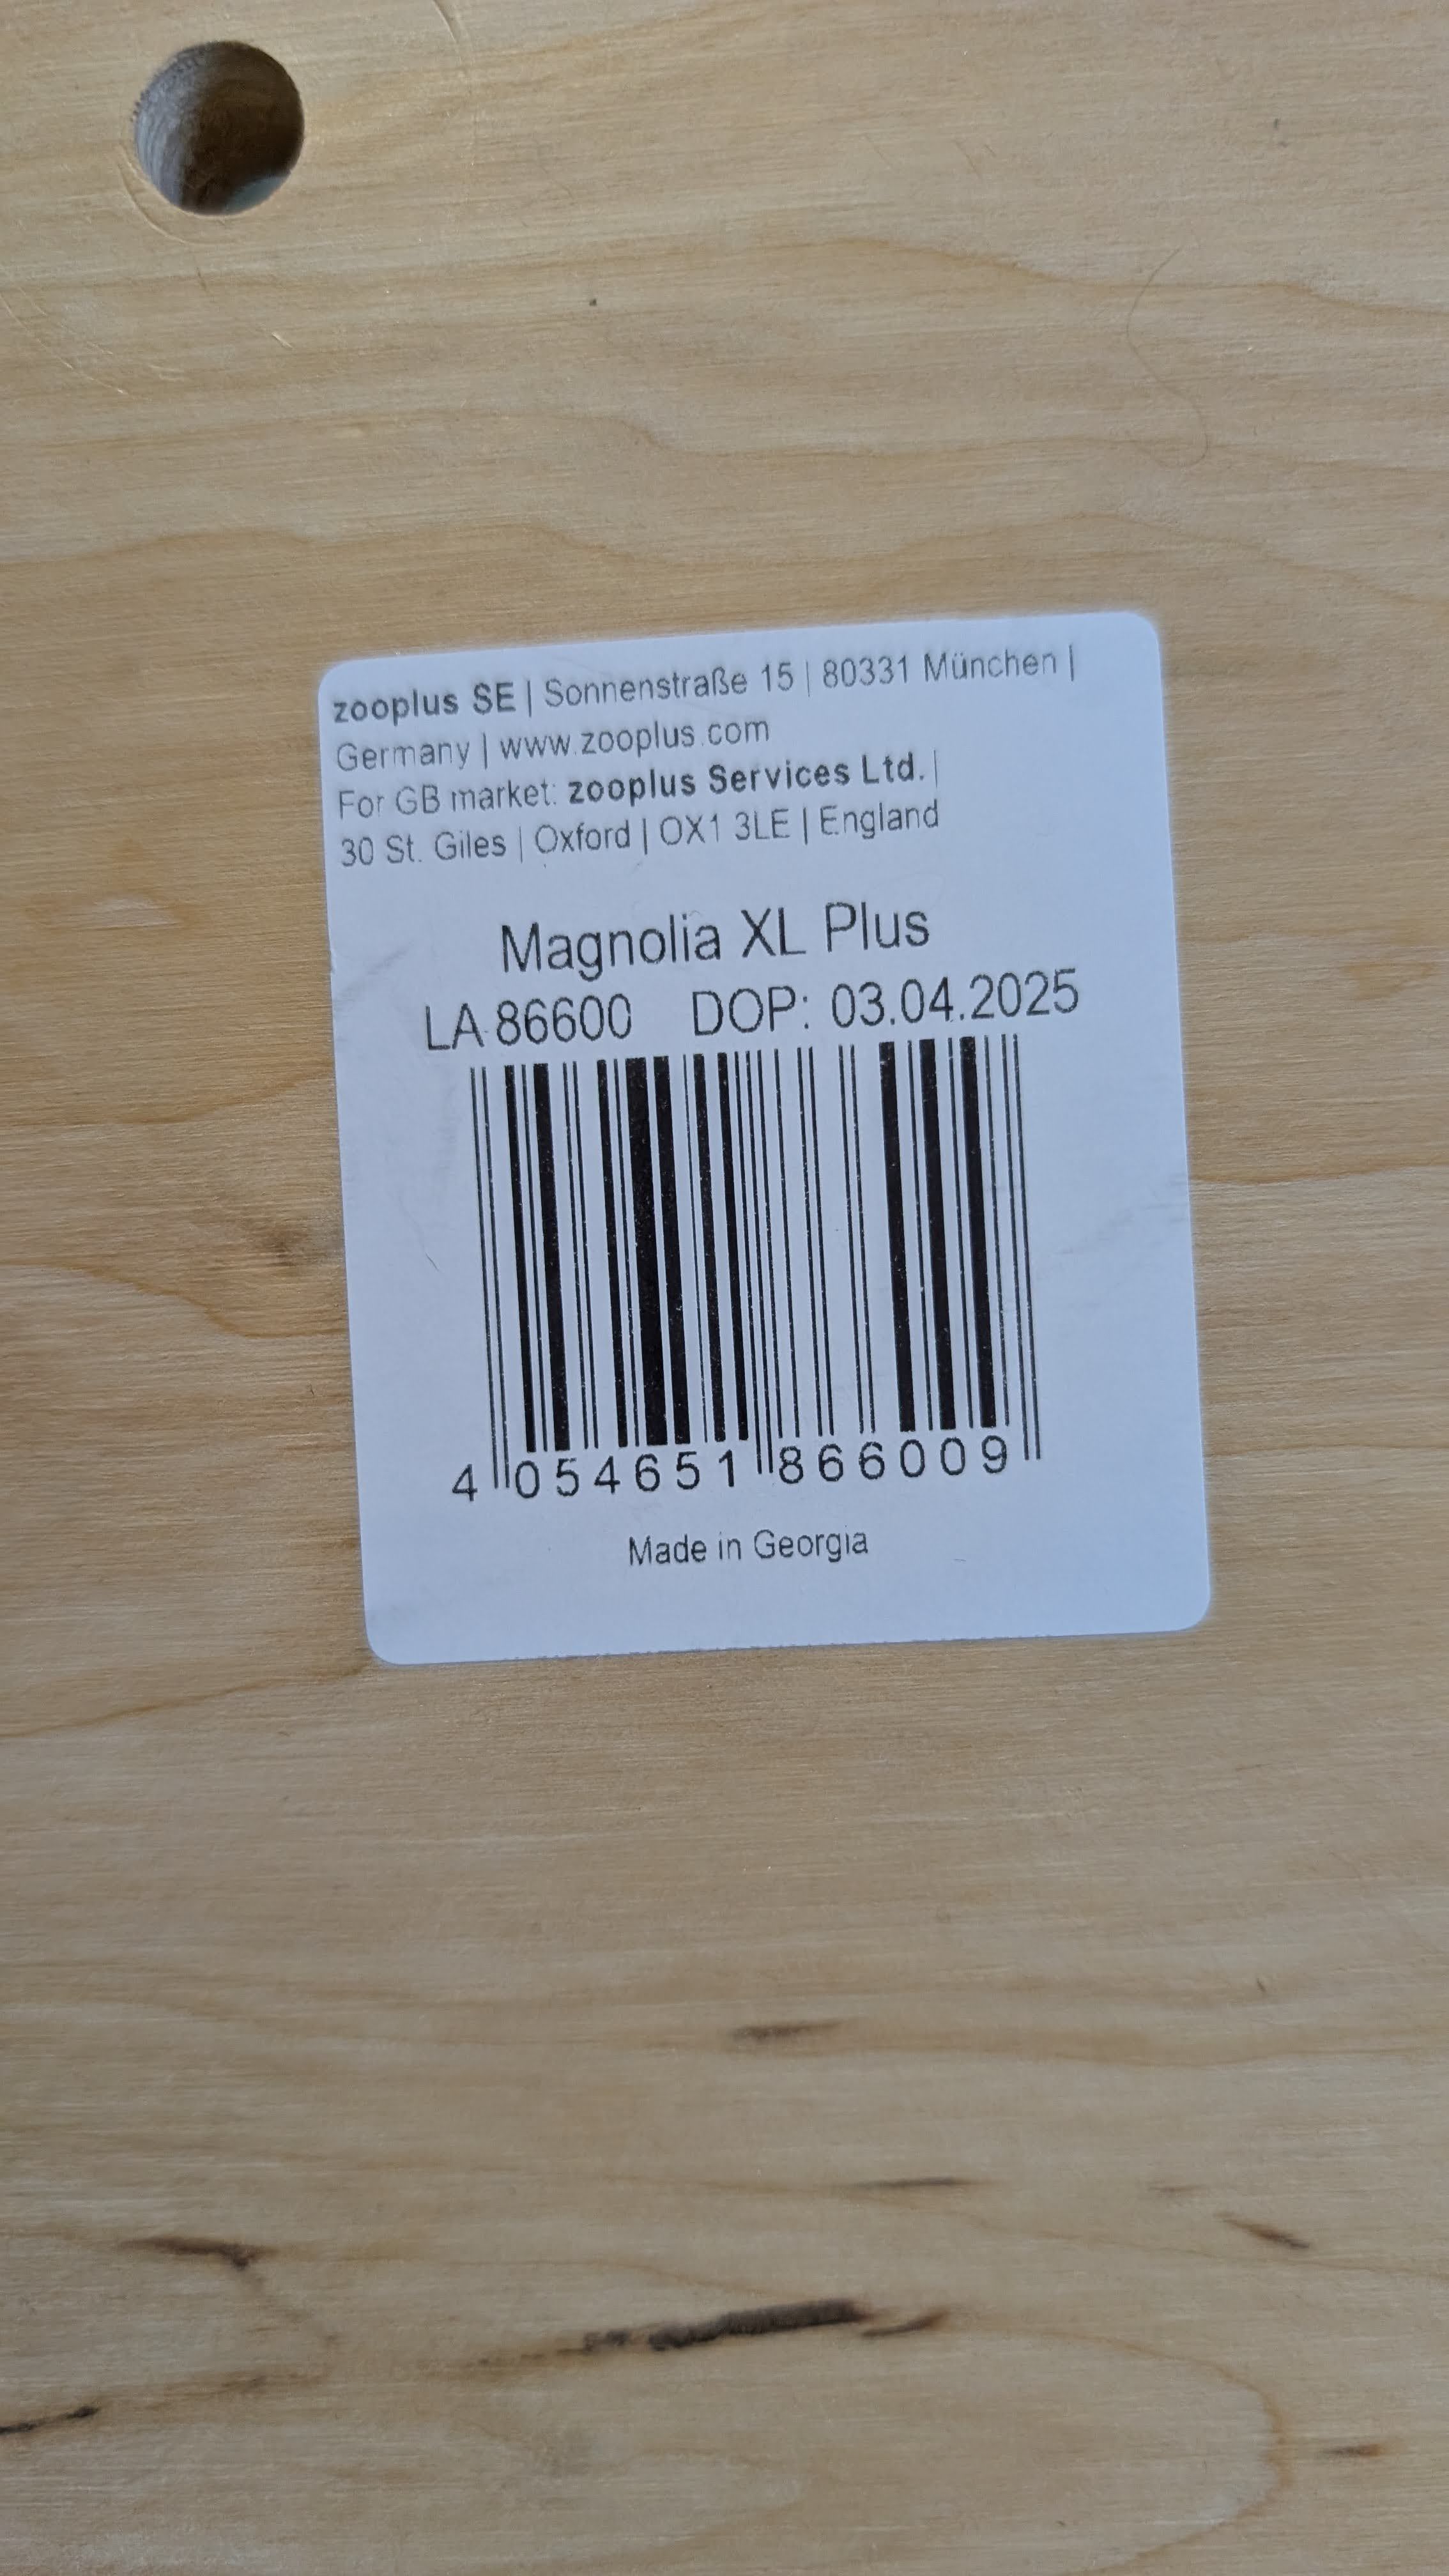 zooplus SE | Sonnenstraße 15 | 80331 München |
Germany | www.zooplus.com
For GB market: zooplus Services Ltd. |
30 St. Giles | Oxford | OX1 3LE | England
Magnolia XL Plus
LA 86600 DOP: 03.04.2025
4 054651 866009
Made in Georgia